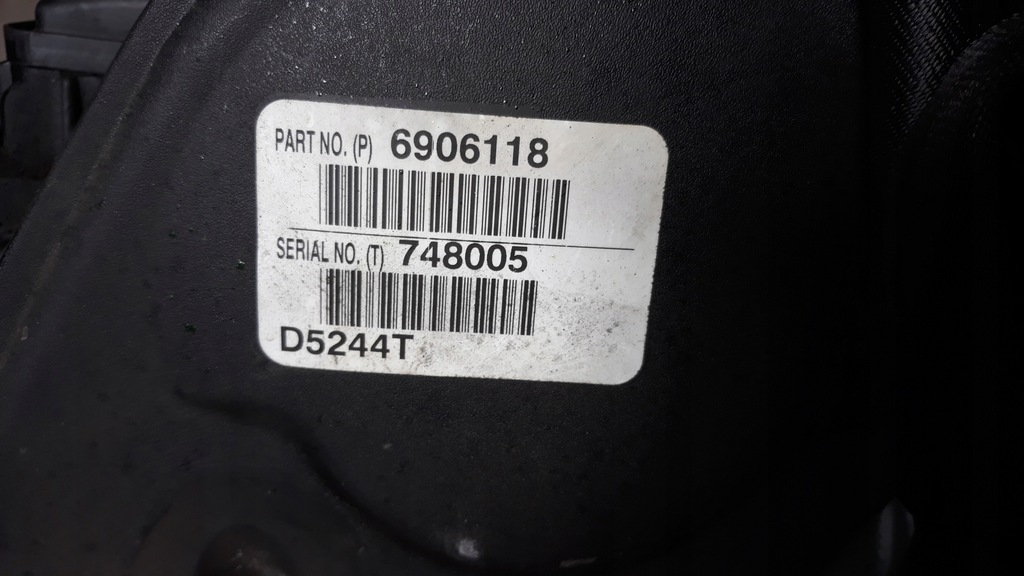 PART NO. (P) 6906118
SERIAL NO. (T) 748005
D5244T